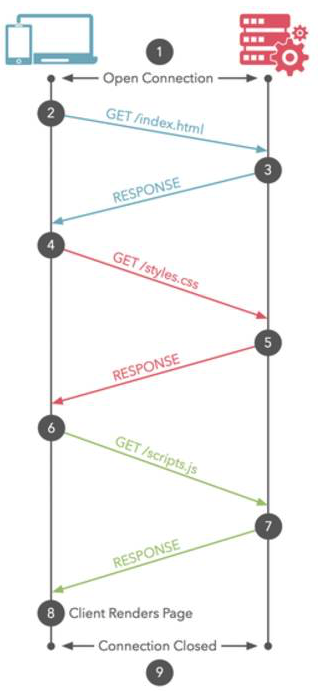 1
Open Connection
2
GET /index.html
3
RESPONSE
4
GET /styles.css
5
RESPONSE
6
GET /scripts.js
7
RESPONSE
8 Client Renders Page
Connection Closed
9